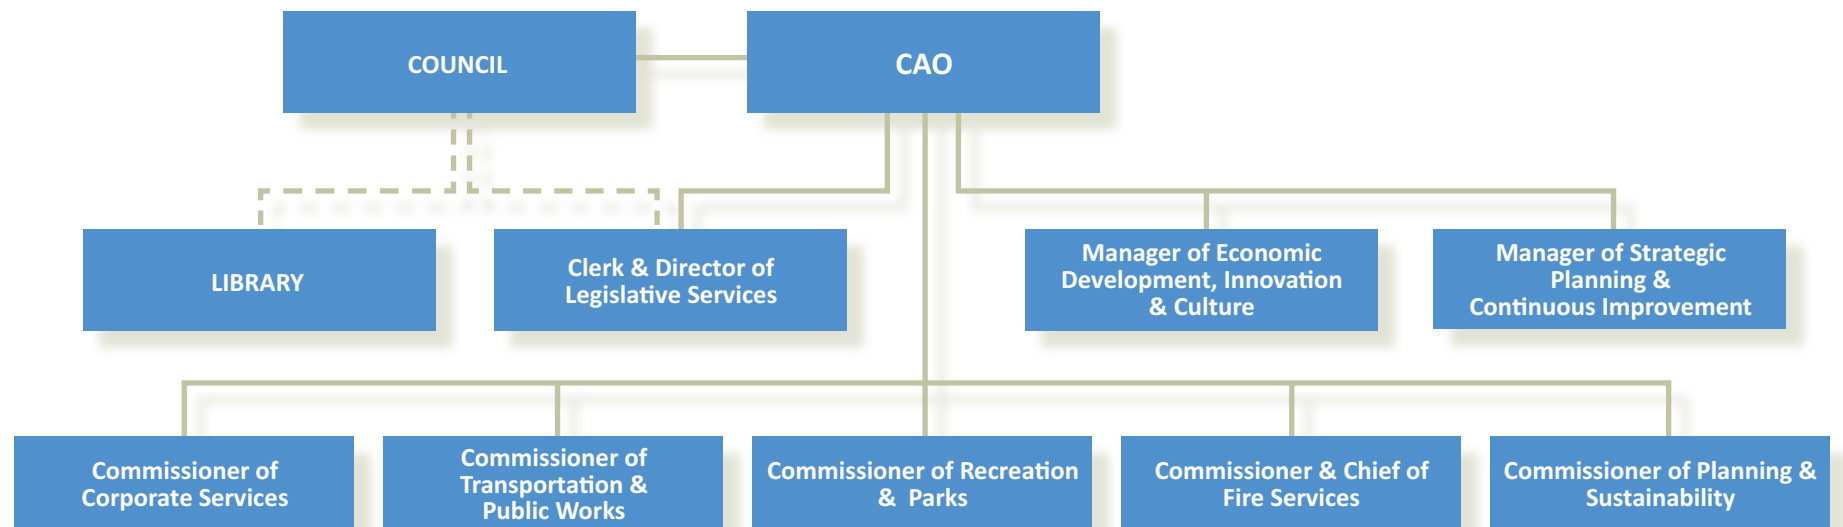 COUNCIL
CAO
LIBRARY
Clerk & Director of
Legislative Services
Manager of Economic
Development, Innovation
& Culture
Manager of Strategic
Planning &
Continuous Improvement
Commissioner of
Corporate Services
Commissioner of
Transportation &
Public Works
Commissioner of Recreation
& Parks
Commissioner & Chief of
Fire Services
Commissioner of Planning &
Sustainability